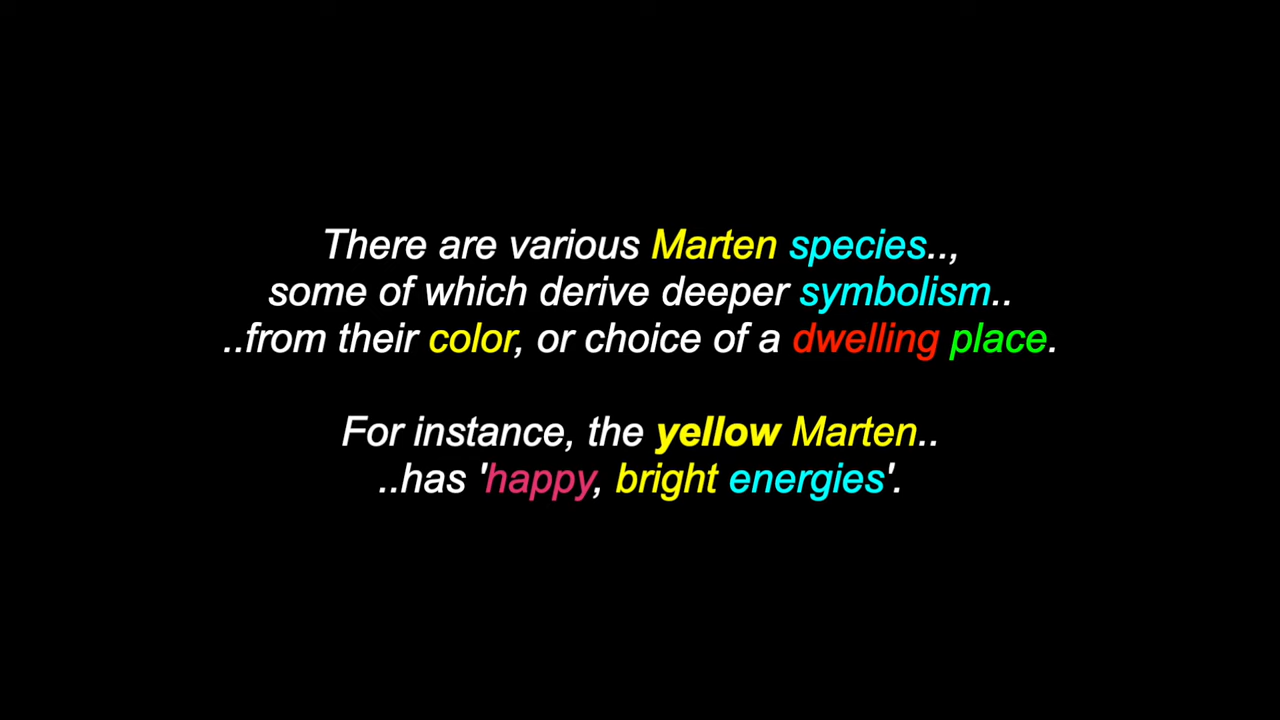 There are various Marten species..,
some of which derive deeper symbolism..
..from their color, or choice of a dwelling place.
For instance, the yellow Marten..
..has 'happy, bright energies'.